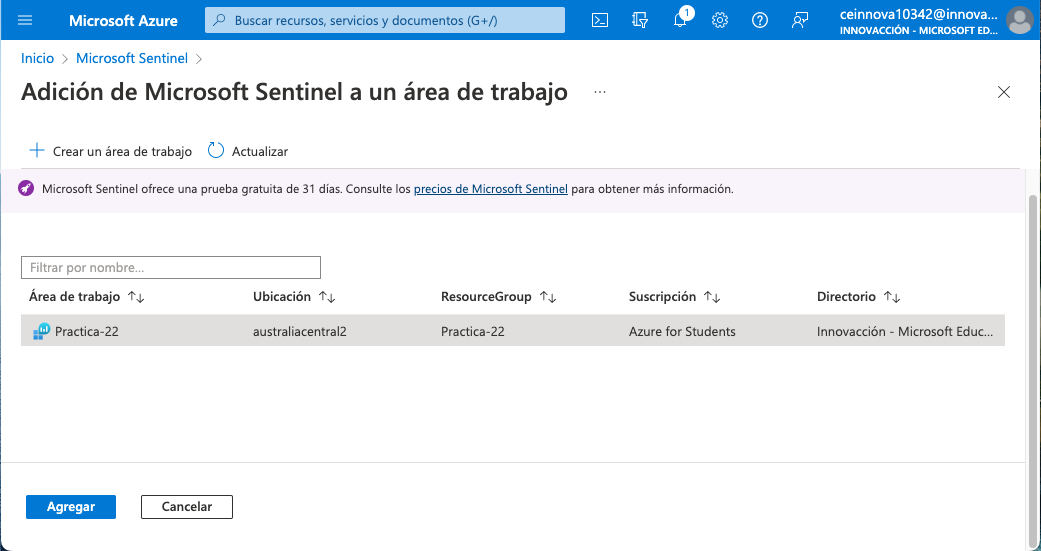 Microsoft Azure
Buscar recursos, servicios y documentos (G+/)
1
ceinnova10342@innova...
INNOVACCIÓN - MICROSOFT ED...
Inicio > Microsoft Sentinel >
Adición de Microsoft Sentinel a un área de trabajo ...
+ Crear un área de trabajo Actualizar
Microsoft Sentinel ofrece una prueba gratuita de 31 días. Consulte los precios de Microsoft Sentinel para obtener más información.
Filtrar por nombre...
Área de trabajo ↑↓ Ubicación ↑↓ ResourceGroup ↑↓ Suscripción ↑↓ Directorio ↑↓
Practica-22 australiacentral2 Practica-22 Azure for Students Innovacción - Microsoft Educ...
Agregar Cancelar